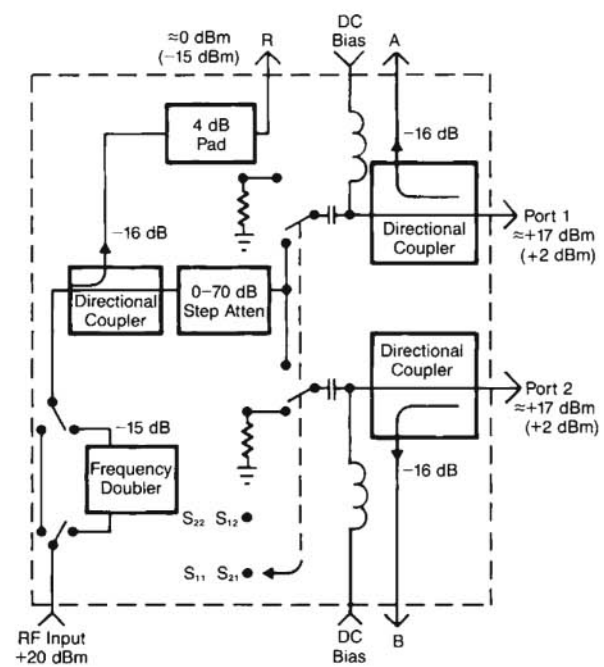 ≈0 dBm
(−15 dBm)
R
DC
Bias
A
4 dB
Pad
−16 dB
−16 dB
Directional
Coupler
Port 1
≈+17 dBm
(+2 dBm)
Directional
Coupler
0–70 dB
Step Atten
Directional
Coupler
Port 2
≈+17 dBm
(+2 dBm)
−15 dB
Frequency
Doubler
−16 dB
S₂₂ S₁₂
S₁₁ S₂₁
RF Input
+20 dBm
DC
Bias
B